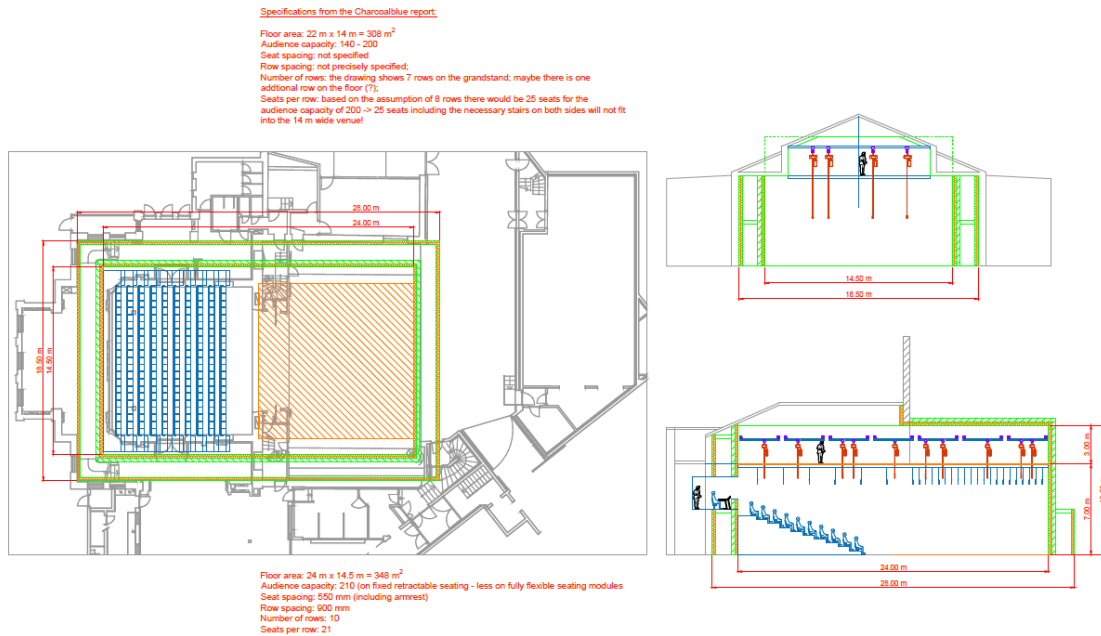 Specifications from the Charcoalblue report:
Floor area: 22 m x 14 m = 308 m²
Audience capacity: 140 - 200
Seat spacing: not specified
Row spacing: not precisely specified;
Number of rows: the drawing shows 7 rows on the grandstand; maybe there is one
addtional row on the floor (?);
Seats per row: based on the assumption of 8 rows there would be 25 seats for the
audience capacity of 200 -> 25 seats including the necessary stairs on both sides will not fit
into the 14 m wide venue!
28.00 m
24.00 m
18.50 m
14.50 m
14.50 m
18.50 m
3.00 m
7.00 m
24.00 m
28.00 m
Floor area: 24 m x 14.5 m = 348 m²
Audience capacity: 210 (on fixed retractable seating - less on fully flexible seating modules
Seat spacing: 550 mm (including armrest)
Row spacing: 900 mm
Number of rows: 10
Seats per row: 21